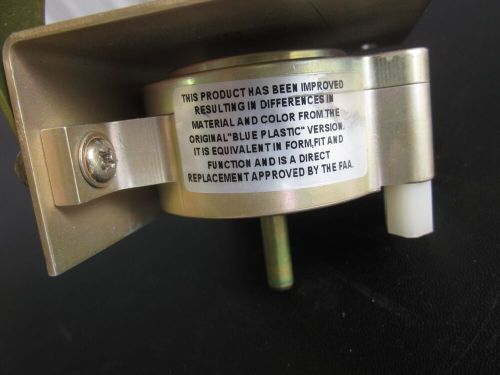 THIS PRODUCT HAS BEEN IMPROVED
RESULTING IN DIFFERENCES IN
MATERIAL AND COLOR FROM THE
ORIGINAL"BLUE PLASTIC" VERSION.
IT IS EQUIVALENT IN FORM,FIT AND
FUNCTION AND IS A DIRECT
REPLACEMENT APPROVED BY THE FAA.